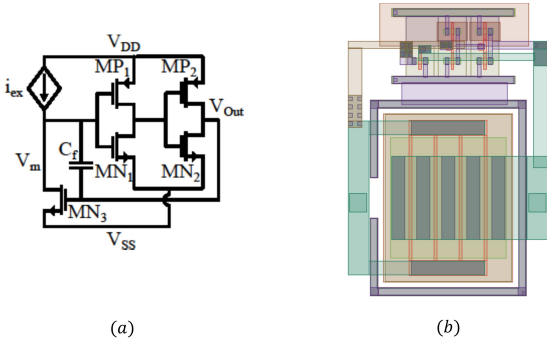 V_DD
MP_1 MP_2
i_ex
V_Out
C_f
V_m
MN_1 MN_2
MN_3
V_SS
(a) (b)